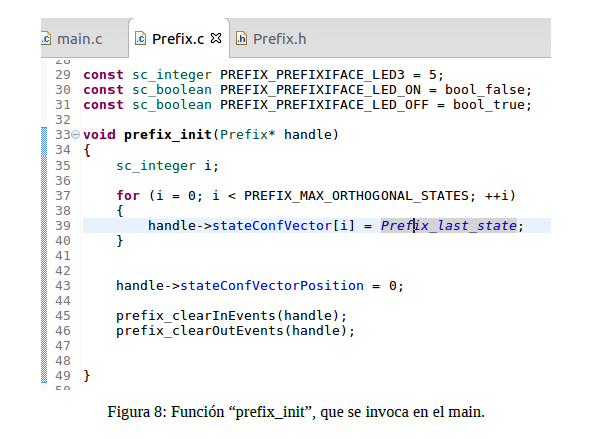 main.c Prefix.c Prefix.h
28
29 const sc_integer PREFIX_PREFIXIFACE_LED3 = 5;
30 const sc_boolean PREFIX_PREFIXIFACE_LED_ON = bool_false;
31 const sc_boolean PREFIX_PREFIXIFACE_LED_OFF = bool_true;
32
33 void prefix_init(Prefix* handle)
34 {
35 sc_integer i;
36
37 for (i = 0; i < PREFIX_MAX_ORTHOGONAL_STATES; ++i)
38 {
39 handle->stateConfVector[i] = Prefix_last_state;
40 }
41
42
43 handle->stateConfVectorPosition = 0;
44
45 prefix_clearInEvents(handle);
46 prefix_clearOutEvents(handle);
47
48
49 }
50
Figura 8: Función “prefix_init”, que se invoca en el main.